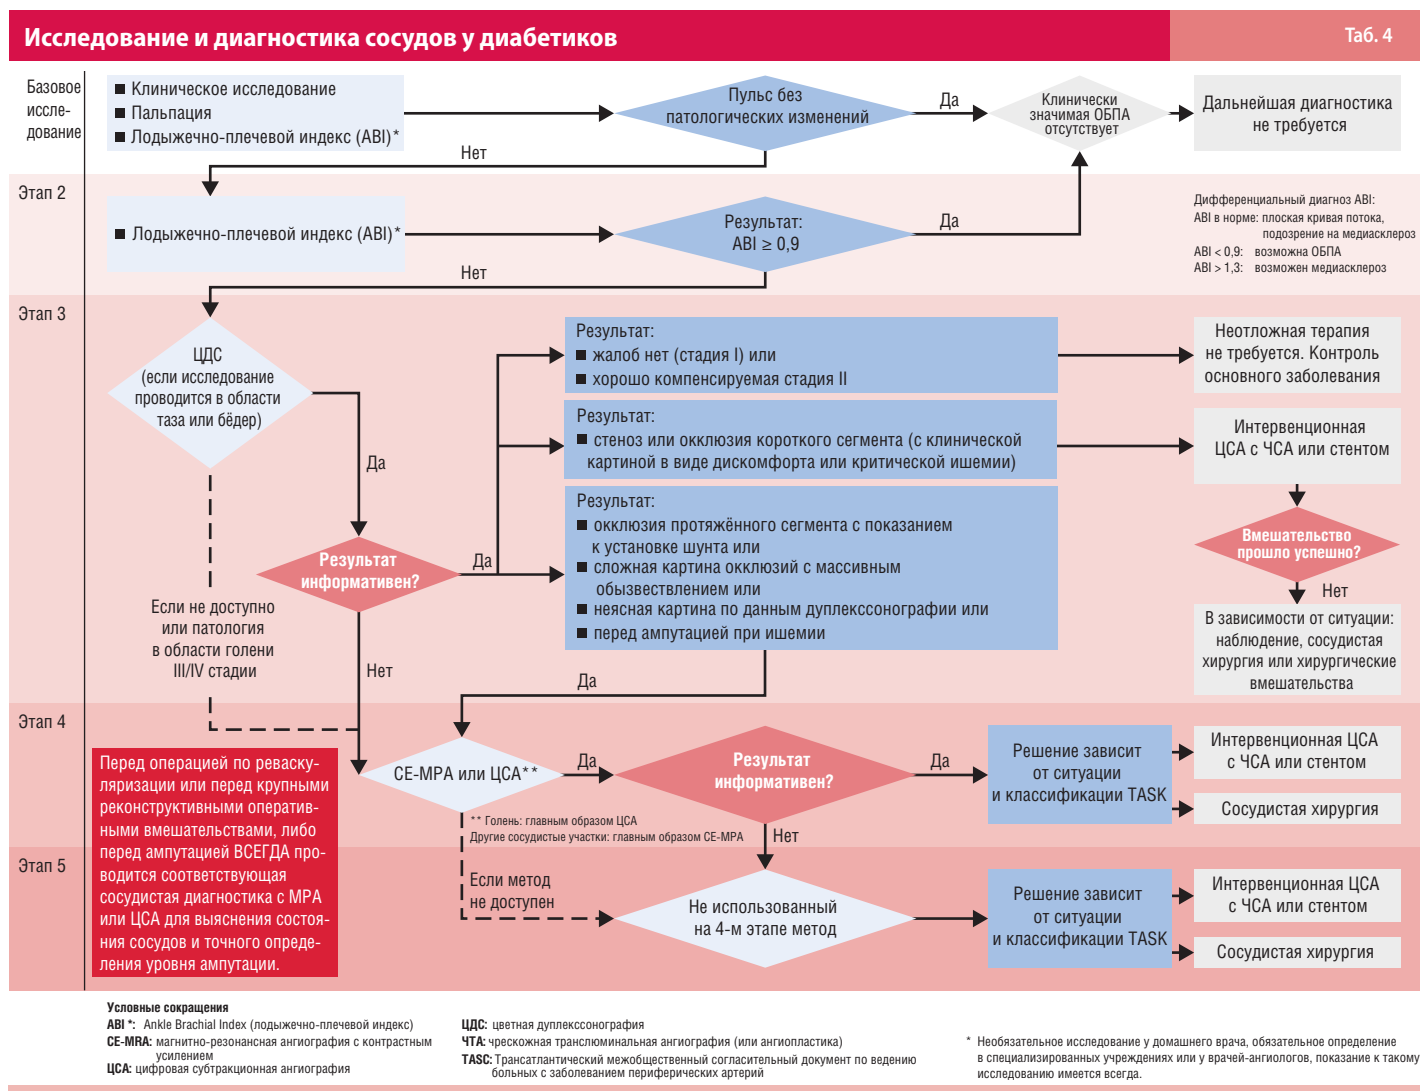 Исследование и диагностика сосудов у диабетиков
Таб. 4
Базовое
иссле-
дование
■ Клиническое исследование
■ Пальпация
■ Лодыжечно-плечевой индекс (ABI)*
Пульс без
патологических изменений
Да
Клинически
значимая ОБПА
отсутствует
Дальнейшая диагностика
не требуется
Нет
Этап 2
■ Лодыжечно-плечевой индекс (ABI)*
Результат:
ABI ≥ 0,9
Да
Дифференциальный диагноз ABI:
ABI в норме: плоская кривая потока,
подозрение на медиасклероз
ABI < 0,9: возможна ОБПА
ABI > 1,3: возможен медиасклероз
Нет
Этап 3
ЦДС
(если исследование
проводится в области
таза или бёдер)
Да
Результат:
■ жалоб нет (стадия I) или
■ хорошо компенсируемая стадия II
Неотложная терапия
не требуется. Контроль
основного заболевания
Результат:
■ стеноз или окклюзия короткого сегмента (с клинической
картиной в виде дискомфорта или критической ишемии)
Интервенционная
ЦСА с ЧСА или стентом
Результат:
■ окклюзия протяжённого сегмента с показанием
к установке шунта или
■ сложная картина окклюзий с массивным
обызвествлением или
■ неясная картина по данным дуплекссонографии или
■ перед ампутацией при ишемии
Вмешательство
прошло успешно?
Нет
В зависимости от ситуации:
наблюдение, сосудистая
хирургия или хирургические
вмешательства
Результат
информативен?
Да
Если не доступно
или патология
в области голени
III/IV стадии
Нет
Да
Этап 4
Перед операцией по реваску-
ляризации или перед крупными
реконструктивными оператив-
ными вмешательствами, либо
перед ампутацией ВСЕГДА про-
водится соответствующая
сосудистая диагностика с МРА
или ЦСА для выяснения состоя-
ния сосудов и точного опреде-
ления уровня ампутации.
СЕ-МРА или ЦСА**
Да
Результат
информативен?
Да
Решение зависит
от ситуации
и классификации TASK
Интервенционная ЦСА
с ЧСА или стентом
Сосудистая хирургия
** Голень: главным образом ЦСА
Другие сосудистые участки: главным образом СЕ-МРА
Нет
Этап 5
Если метод
не доступен
Не использованный
на 4-м этапе метод
Решение зависит
от ситуации
и классификации TASK
Интервенционная ЦСА
с ЧСА или стентом
Сосудистая хирургия
Условные сокращения
ABI *: Ankle Brachial Index (лодыжечно-плечевой индекс)
CE-MRA: магнитно-резонансная ангиография с контрастным
усилением
ЦСА: цифровая субтракционная ангиография
ЦДС: цветная дуплекссонография
ЧТА: чрескожная транслюминальная ангиография (или ангиопластика)
TASC: Трансатлантический межобщественный согласительный документ по ведению
больных с заболеванием периферических артерий
* Необязательное исследование у домашнего врача, обязательное определение
в специализированных учреждениях или у врачей-ангиологов, показание к такому
исследованию имеется всегда.